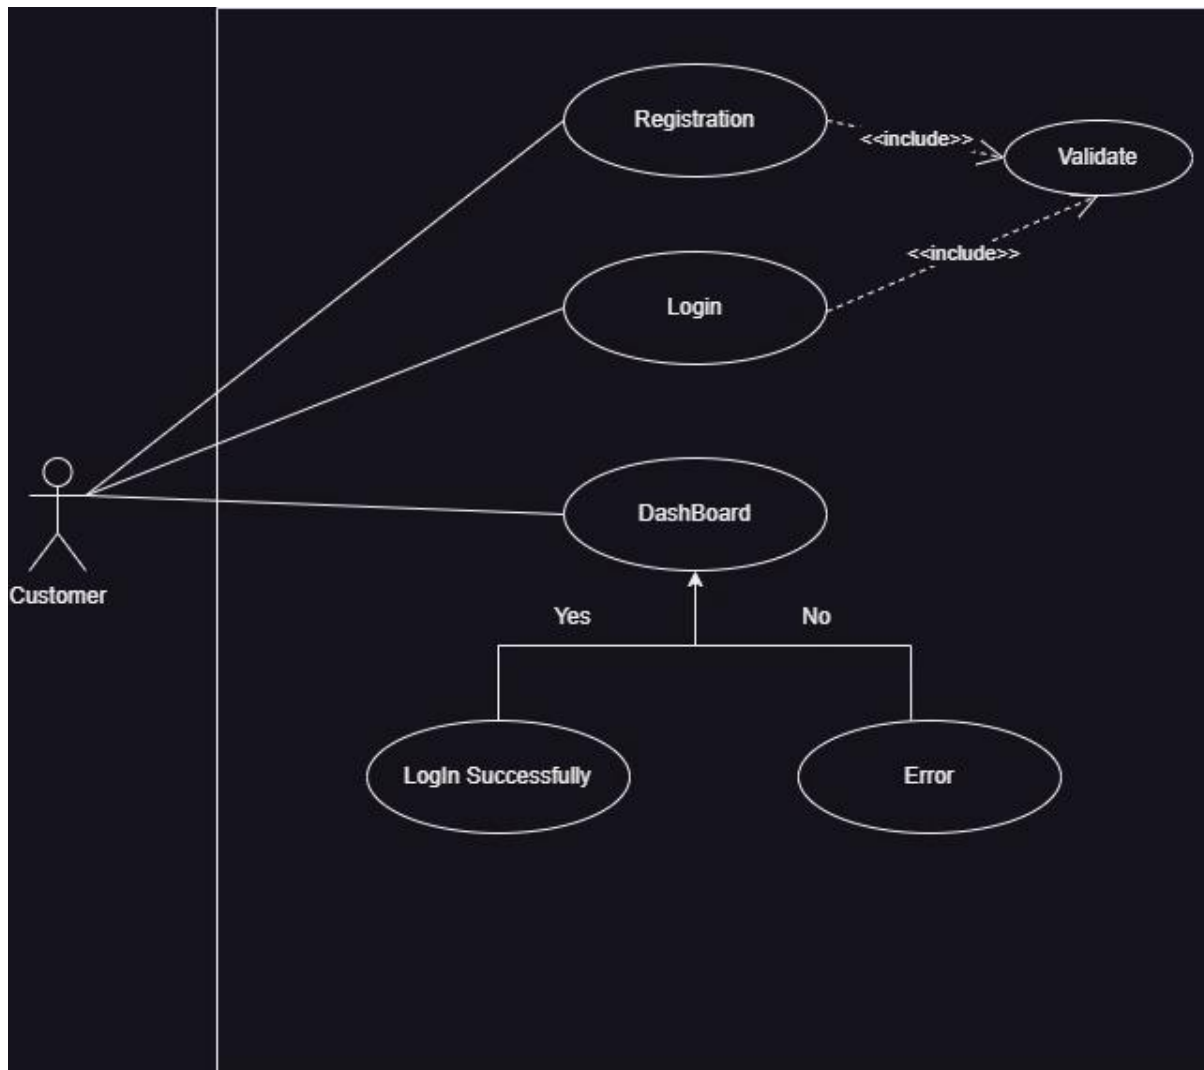 Registration
<<include>>
Validate
<<include>>
Login
DashBoard
Customer
Yes
No
LogIn Successfully
Error